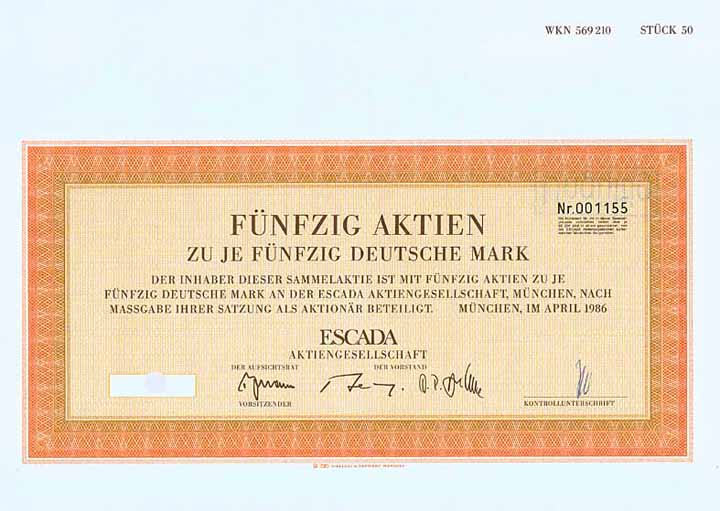 WKN 569 210 STÜCK 50
Nr.001155
FÜNFZIG AKTIEN
ZU JE FÜNFZIG DEUTSCHE MARK
DER INHABER DIESER SAMMELAKTIE IST MIT FÜNFZIG AKTIEN ZU JE
FÜNFZIG DEUTSCHE MARK AN DER ESCADA AKTIENGESELLSCHAFT, MÜNCHEN, NACH
MASSGABE IHRER SATZUNG ALS AKTIONÄR BETEILIGT. MÜNCHEN, IM APRIL 1986
ESCADA
AKTIENGESELLSCHAFT
DER AUFSICHTSRAT DER VORSTAND
VORSITZENDER
KONTROLLUNTERSCHRIFT